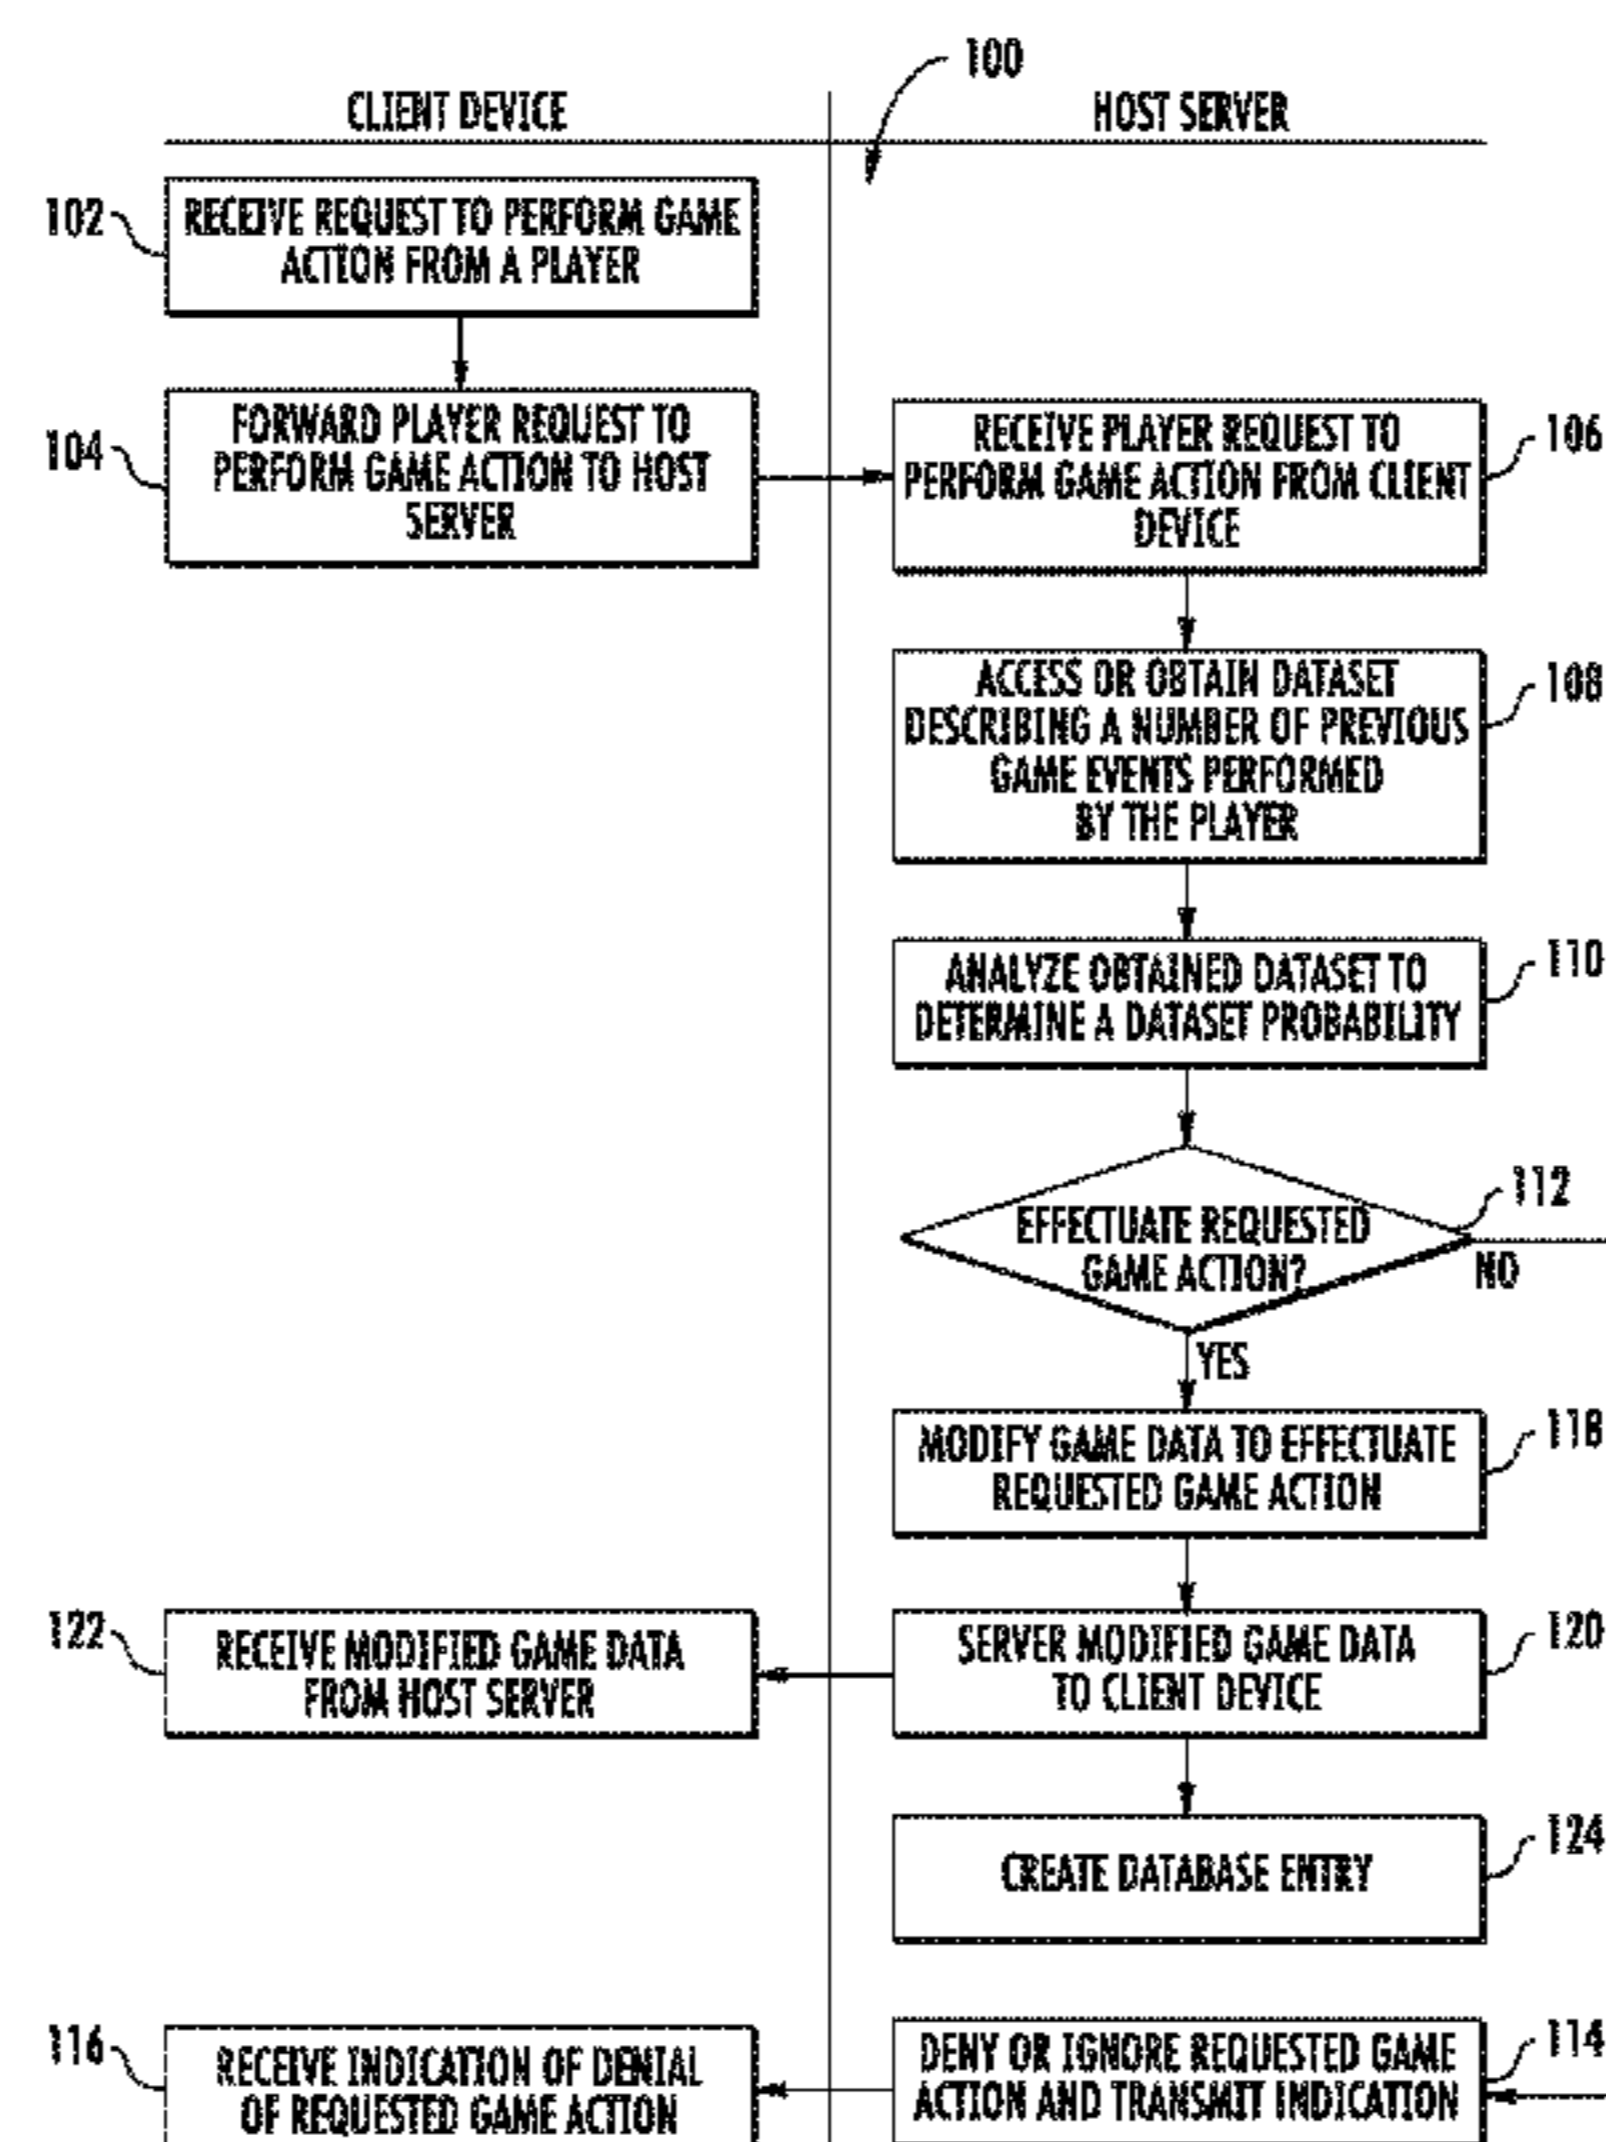 100
CLIENT DEVICE
HOST SERVER
102
RECEIVE REQUEST TO PERFORM GAME
ACTION FROM A PLAYER
104
FORWARD PLAYER REQUEST TO
PERFORM GAME ACTION TO HOST
SERVER
106
RECEIVE PLAYER REQUEST TO
PERFORM GAME ACTION FROM CLIENT
DEVICE
108
ACCESS OR OBTAIN DATASET
DESCRIBING A NUMBER OF PREVIOUS
GAME EVENTS PERFORMED
BY THE PLAYER
110
ANALYZE OBTAINED DATASET TO
DETERMINE A DATASET PROBABILITY
112
EFFECTUATE REQUESTED
GAME ACTION?
NO
YES
118
MODIFY GAME DATA TO EFFECTUATE
REQUESTED GAME ACTION
122
RECEIVE MODIFIED GAME DATA
FROM HOST SERVER
120
SERVER MODIFIED GAME DATA
TO CLIENT DEVICE
124
CREATE DATABASE ENTRY
116
RECEIVE INDICATION OF DENIAL
OF REQUESTED GAME ACTION
114
DENY OR IGNORE REQUESTED GAME
ACTION AND TRANSMIT INDICATION